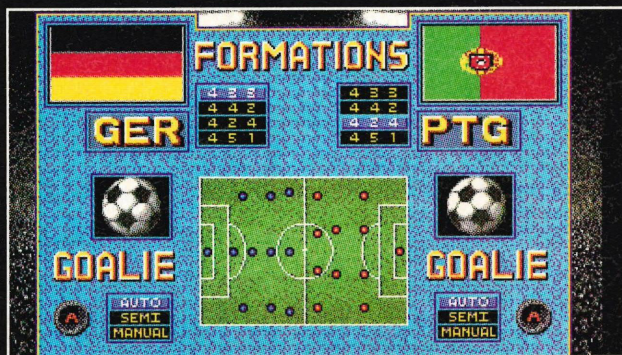 FORMATIONS
GER
4 3 3
4 4 2
4 2 4
4 5 1
4 3 3
4 4 2
4 2 4
4 5 1
PTG
GOALIE
A
AUTO
SEMI
MANUAL
GOALIE
AUTO
SEMI
MANUAL
A